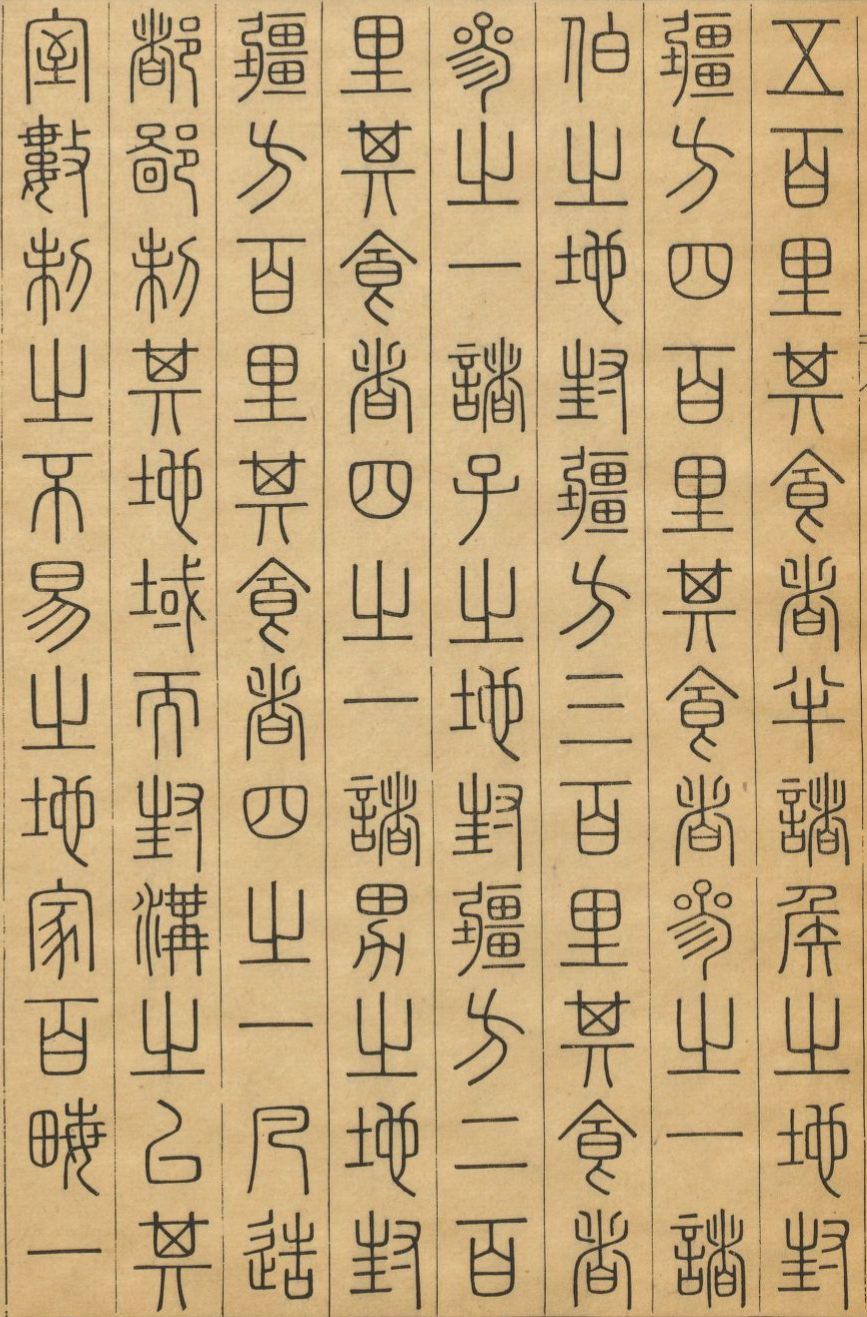 五百里其食者半諸侯之地封
疆方四百里其食者參之一諸
伯之地封疆方三百里其食者
參之一諸子之地封疆方二百
里其食者四之一諸男之地封
疆方百里其食者四之一凡造
都鄙制其地域而封溝之以其
室數制之不易之地家百畮一